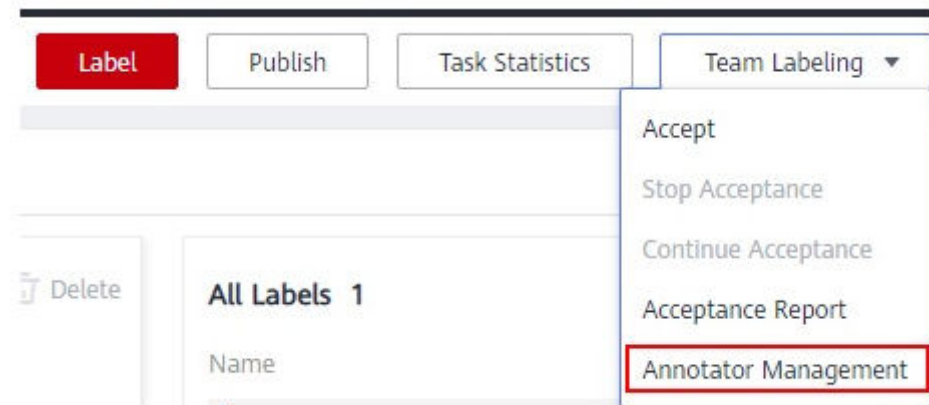 Label Publish Task Statistics Team Labeling
Accept
Stop Acceptance
Continue Acceptance
Delete
All Labels 1
Acceptance Report
Name
Annotator Management